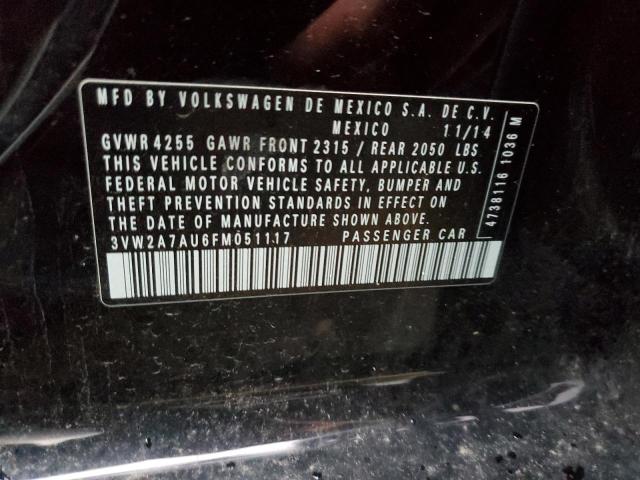 MFD BY VOLKSWAGEN DE MEXICO S.A. DE C.V.
MEXICO 11/14
GVWR 4255 GAWR FRONT 2315 / REAR 2050 LBS
THIS VEHICLE CONFORMS TO ALL APPLICABLE U.S.
FEDERAL MOTOR VEHICLE SAFETY, BUMPER AND
THEFT PREVENTION STANDARDS IN EFFECT ON
THE DATE OF MANUFACTURE SHOWN ABOVE.
3VW2A7AU6FM051117 PASSENGER CAR
4738116 1036 M